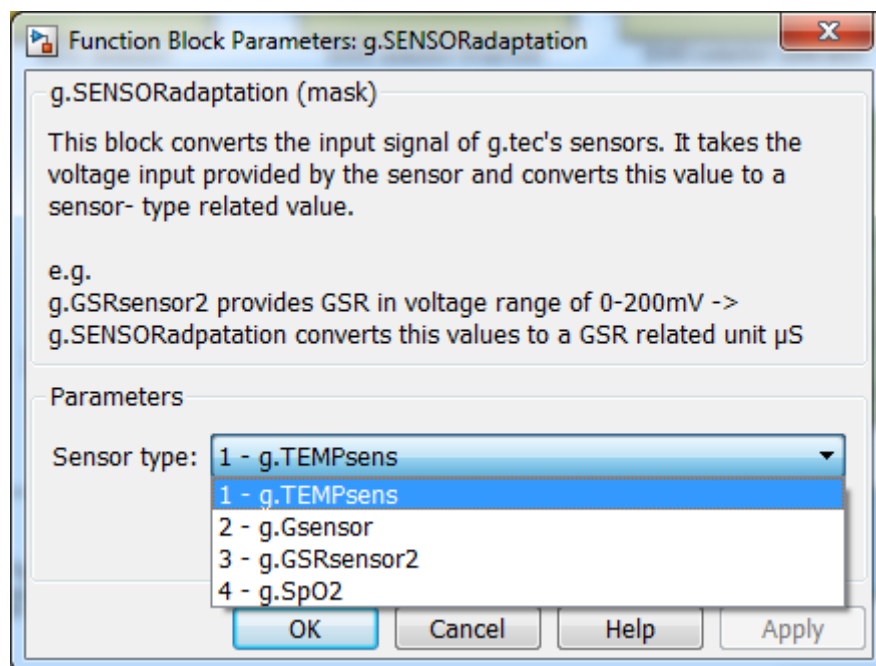 Function Block Parameters: g.SENSORadaptation
g.SENSORadaptation (mask)
This block converts the input signal of g.tec's sensors. It takes the
voltage input provided by the sensor and converts this value to a
sensor- type related value.
e.g.
g.GSRsensor2 provides GSR in voltage range of 0-200mV ->
g.SENSORadpatation converts this values to a GSR related unit µS
Parameters
Sensor type: 1 - g.TEMPsens
1 - g.TEMPsens
2 - g.Gsensor
3 - g.GSRsensor2
4 - g.SpO2
OK Cancel Help Apply